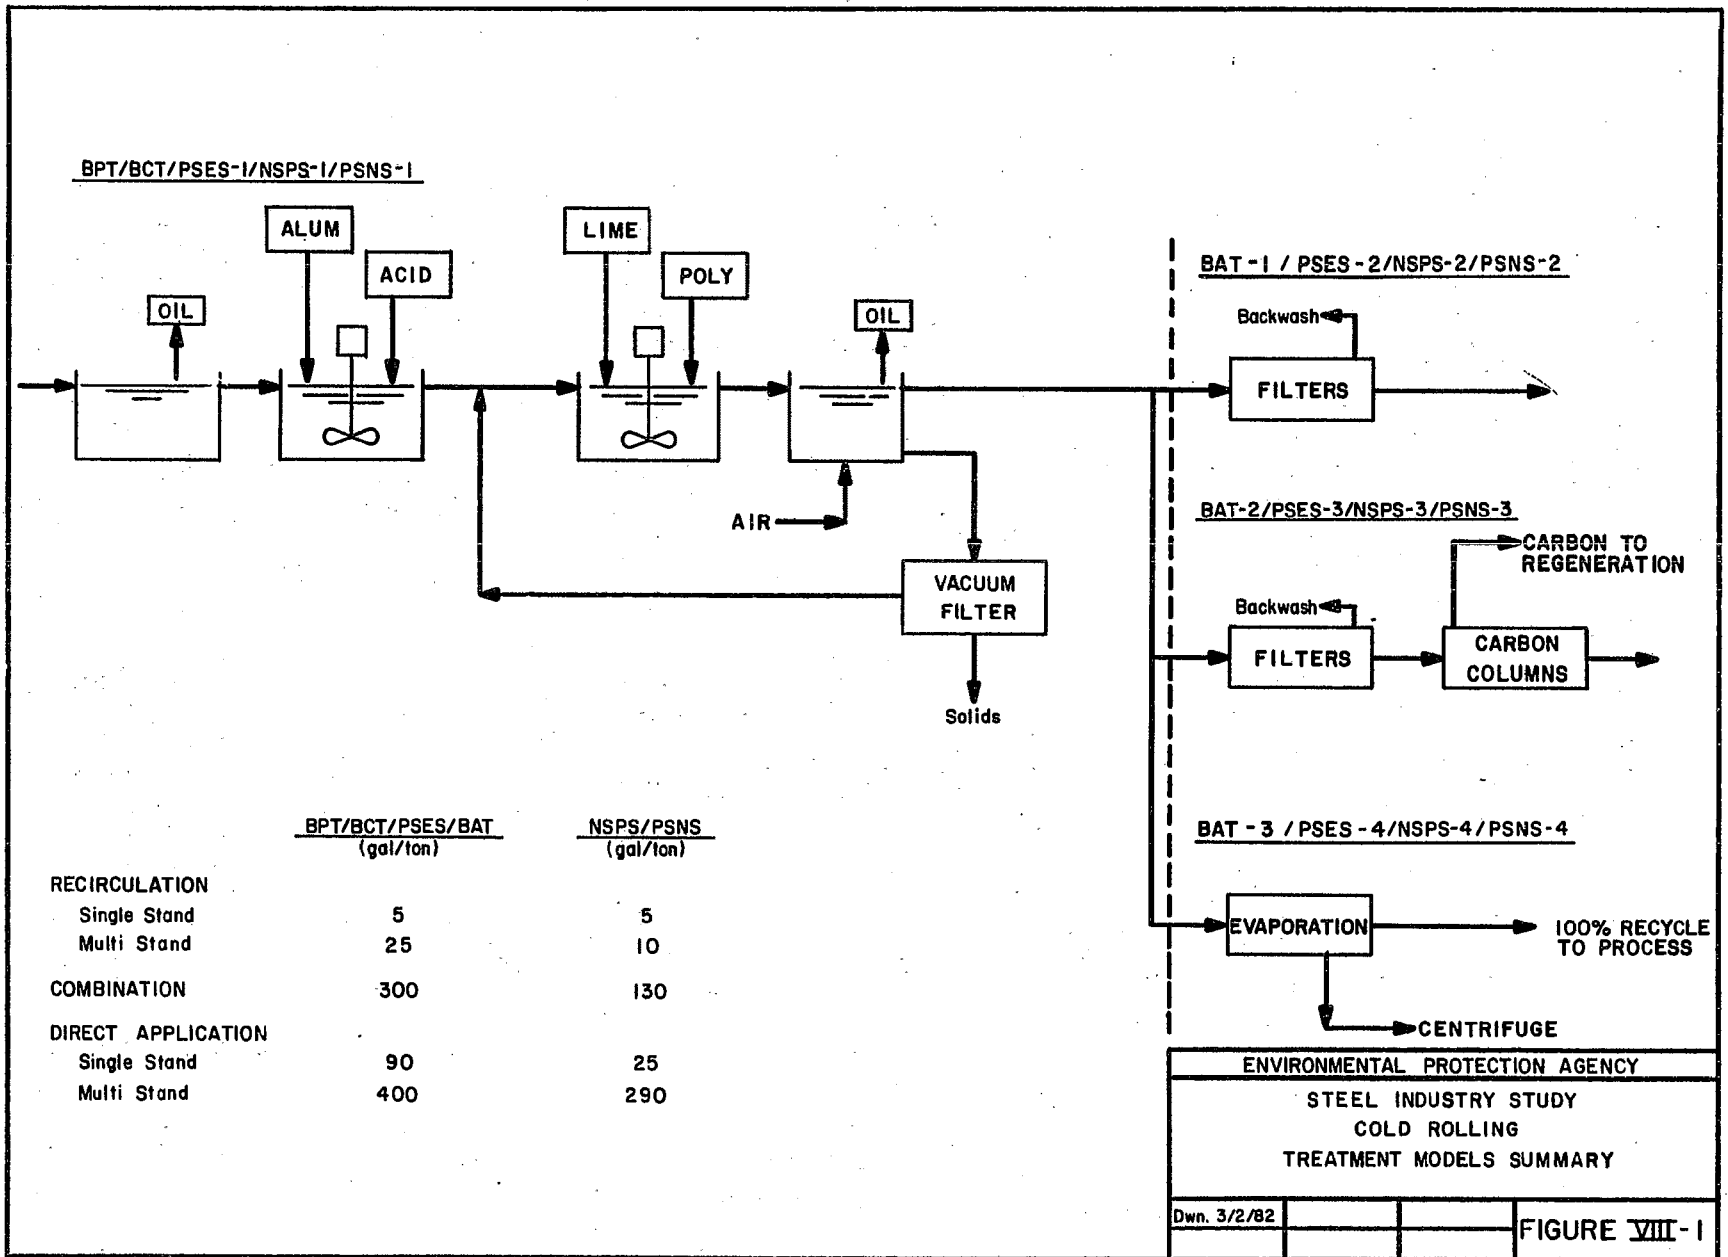 BPT/BCT/PSES-1/NSPS-1/PSNS-1
ALUM
ACID
OIL
LIME
POLY
OIL
AIR
VACUUM
FILTER
Solids
BAT-1 / PSES-2/NSPS-2/PSNS-2
Backwash
FILTERS
BAT-2/PSES-3/NSPS-3/PSNS-3
CARBON TO
REGENERATION
Backwash
FILTERS
CARBON
COLUMNS
BAT-3 / PSES-4/NSPS-4/PSNS-4
EVAPORATION
100% RECYCLE
TO PROCESS
CENTRIFUGE
BPT/BCT/PSES/BAT NSPS/PSNS
(gal/ton) (gal/ton)
RECIRCULATION
Single Stand 5 5
Multi Stand 25 10
COMBINATION 300 130
DIRECT APPLICATION
Single Stand 90 25
Multi Stand 400 290
ENVIRONMENTAL PROTECTION AGENCY
STEEL INDUSTRY STUDY
COLD ROLLING
TREATMENT MODELS SUMMARY
Dwn. 3/2/82
FIGURE VIII-1